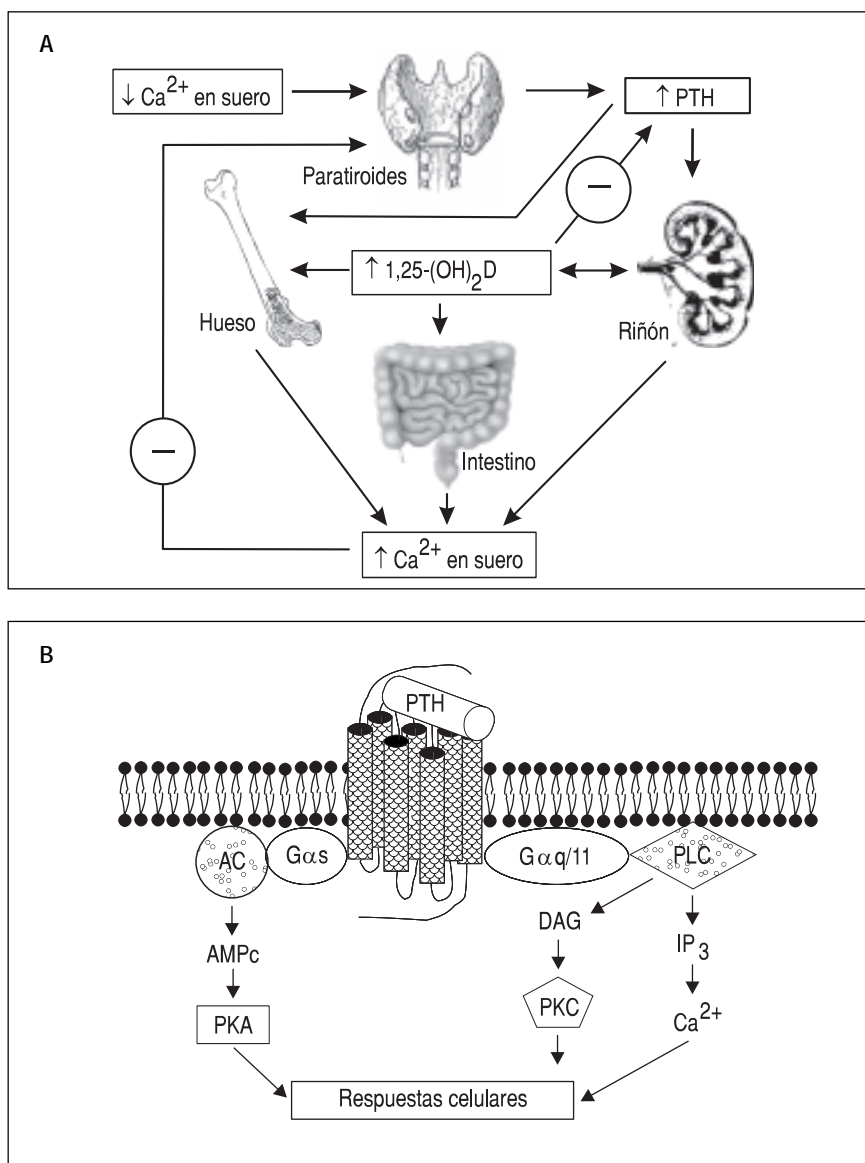 A
↓ Ca2+ en suero
↑ PTH
Paratiroides
−
↑ 1,25-(OH)2D
Hueso
Riñón
−
Intestino
↑ Ca2+ en suero
B
PTH
AC
Gαs
Gαq/11
PLC
DAG
IP3
AMPc
PKA
PKC
Ca2+
Respuestas celulares